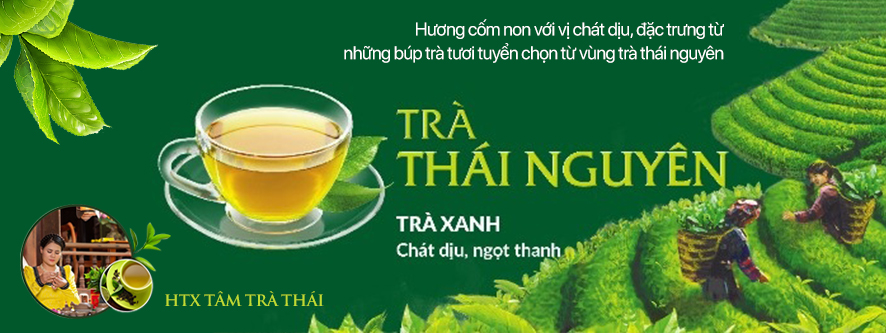 Hương cốm non với vị chát dịu, đặc trưng từ
những búp trà tươi tuyển chọn từ vùng trà thái nguyên
TRÀ
THÁI NGUYÊN
TRÀ XANH
Chát dịu, ngọt thanh
HTX TÂM TRÀ THÁI